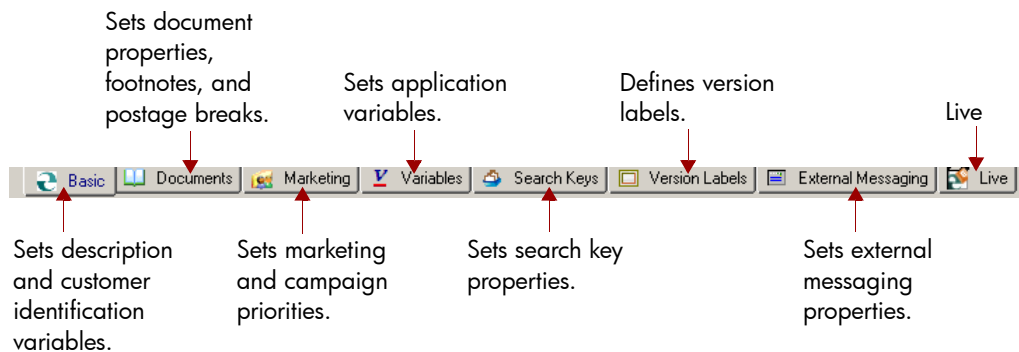 Sets document
properties,
footnotes, and
postage breaks.
Sets application
variables.
Defines version
labels.
Live
Basic
Documents
Marketing
Variables
Search Keys
Version Labels
External Messaging
Live
Sets description
and customer
identification
variables.
Sets marketing
and campaign
priorities.
Sets search key
properties.
Sets external
messaging
properties.